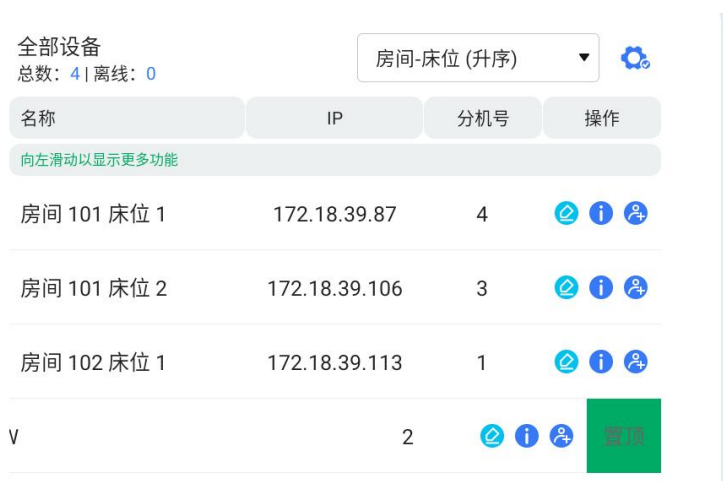 全部设备
总数：4 | 离线：0
房间-床位 (升序)
名称 IP 分机号 操作
向左滑动以显示更多功能
房间 101 床位 1 172.18.39.87 4
房间 101 床位 2 172.18.39.106 3
房间 102 床位 1 172.18.39.113 1
2 置顶